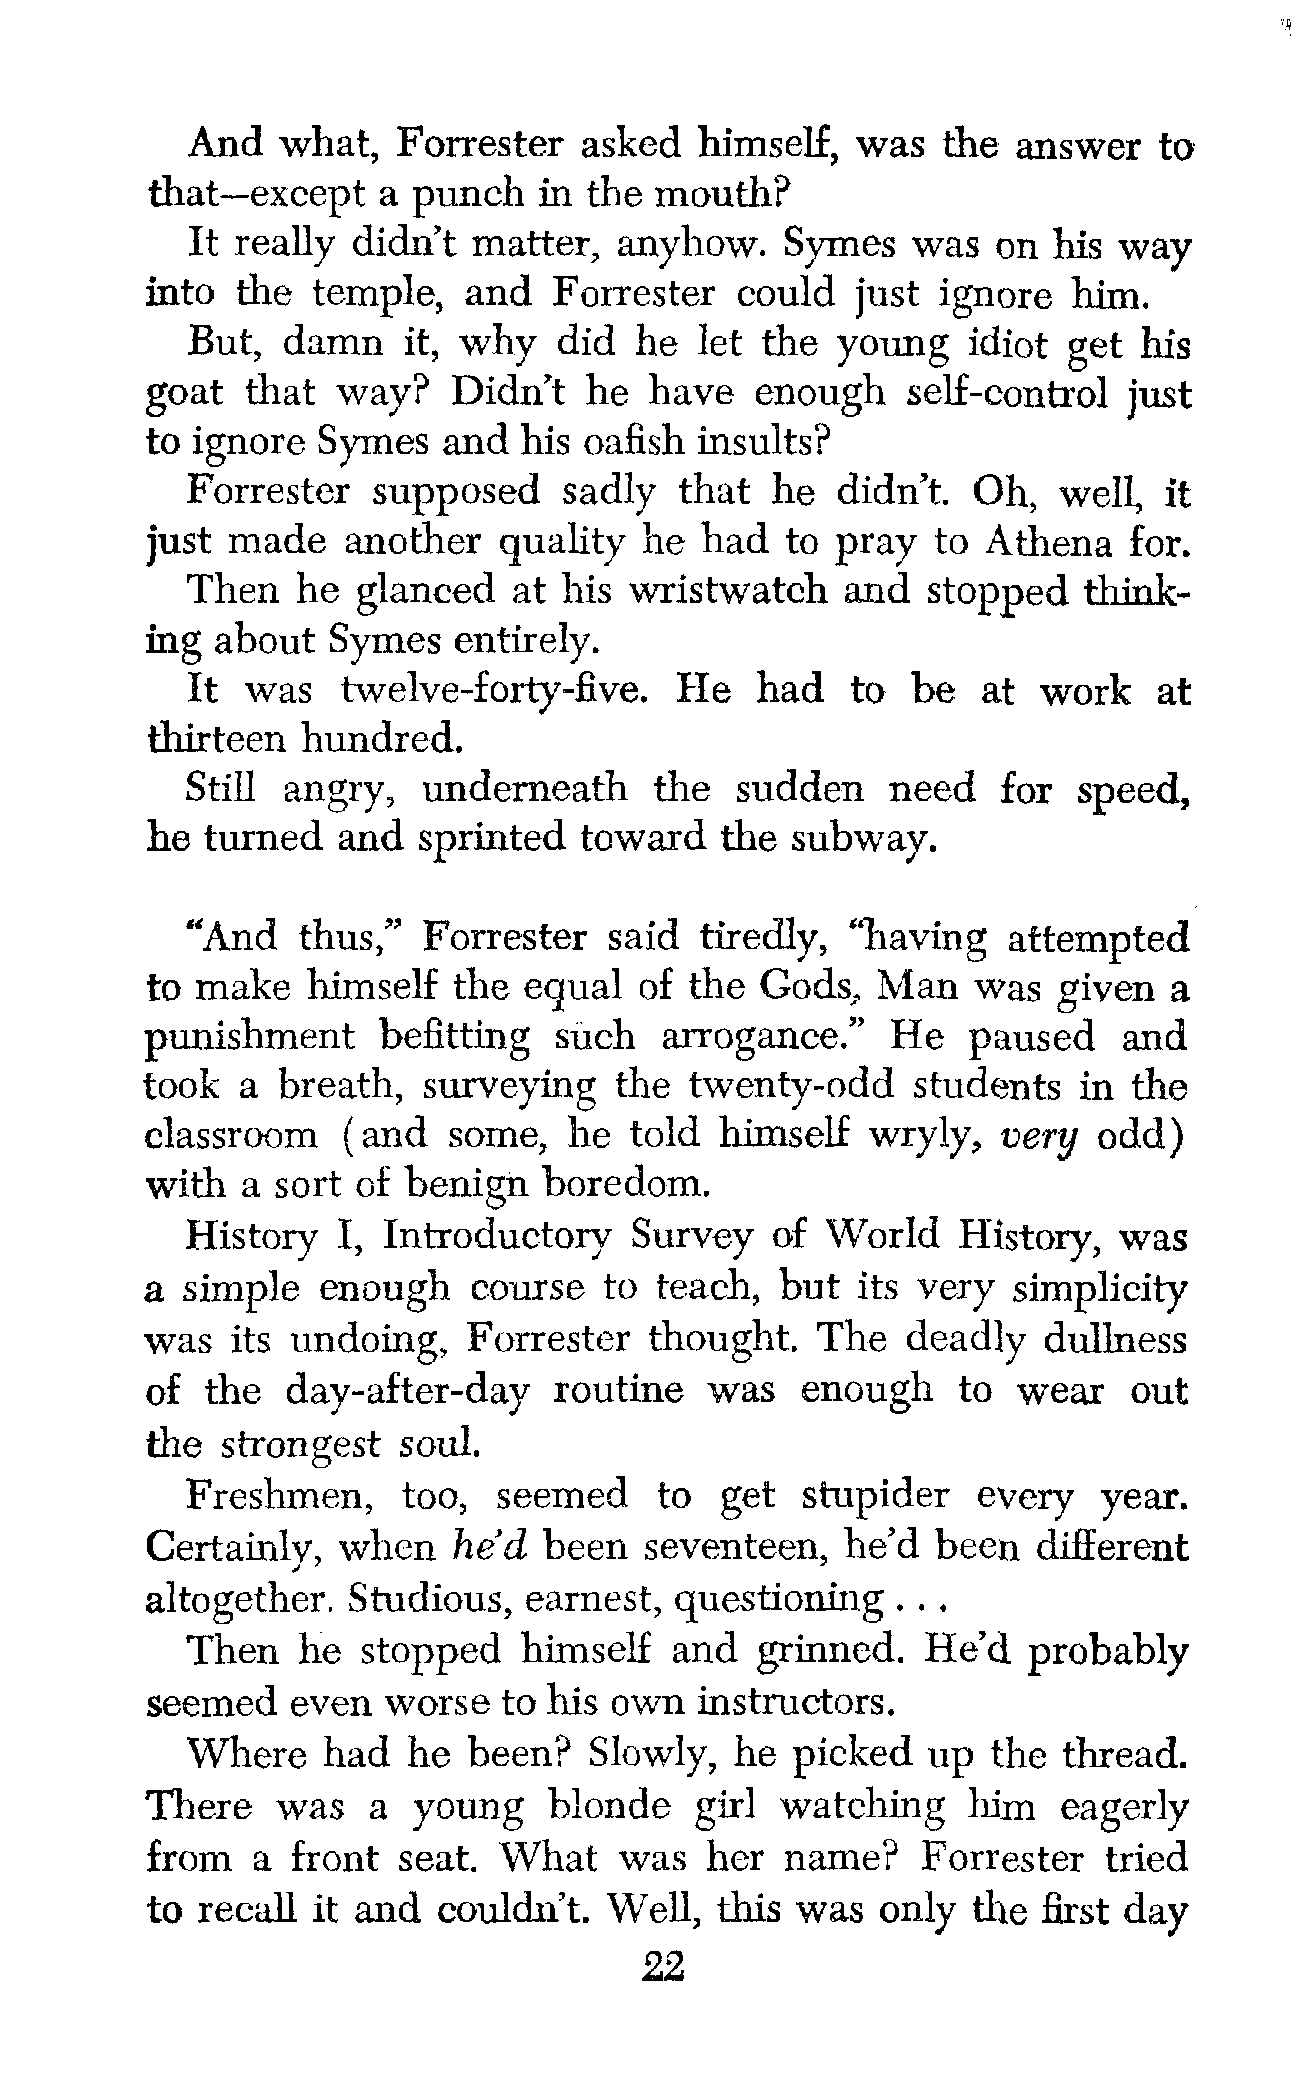 And what, Forrester asked himself, was the answer to
that—except a punch in the mouth?
It really didn't matter, anyhow. Symes was on his way
into the temple, and Forrester could just ignore him.
But, damn it, why did he let the young idiot get his
goat that way? Didn't he have enough self-control just
to ignore Symes and his oafish insults?
Forrester supposed sadly that he didn't. Oh, well, it
just made another quality he had to pray to Athena for.
Then he glanced at his wristwatch and stopped think-
ing about Symes entirely.
It was twelve-forty-five. He had to be at work at
thirteen hundred.
Still angry, underneath the sudden need for speed,
he turned and sprinted toward the subway.
“And thus,” Forrester said tiredly, “having attempted
to make himself the equal of the Gods, Man was given a
punishment befitting such arrogance.” He paused and
took a breath, surveying the twenty-odd students in the
classroom (and some, he told himself wryly, very odd)
with a sort of benign boredom.
History I, Introductory Survey of World History, was
a simple enough course to teach, but its very simplicity
was its undoing, Forrester thought. The deadly dullness
of the day-after-day routine was enough to wear out
the strongest soul.
Freshmen, too, seemed to get stupider every year.
Certainly, when he'd been seventeen, he'd been different
altogether. Studious, earnest, questioning . . .
Then he stopped himself and grinned. He'd probably
seemed even worse to his own instructors.
Where had he been? Slowly, he picked up the thread.
There was a young blonde girl watching him eagerly
from a front seat. What was her name? Forrester tried
to recall it and couldn't. Well, this was only the first day
22